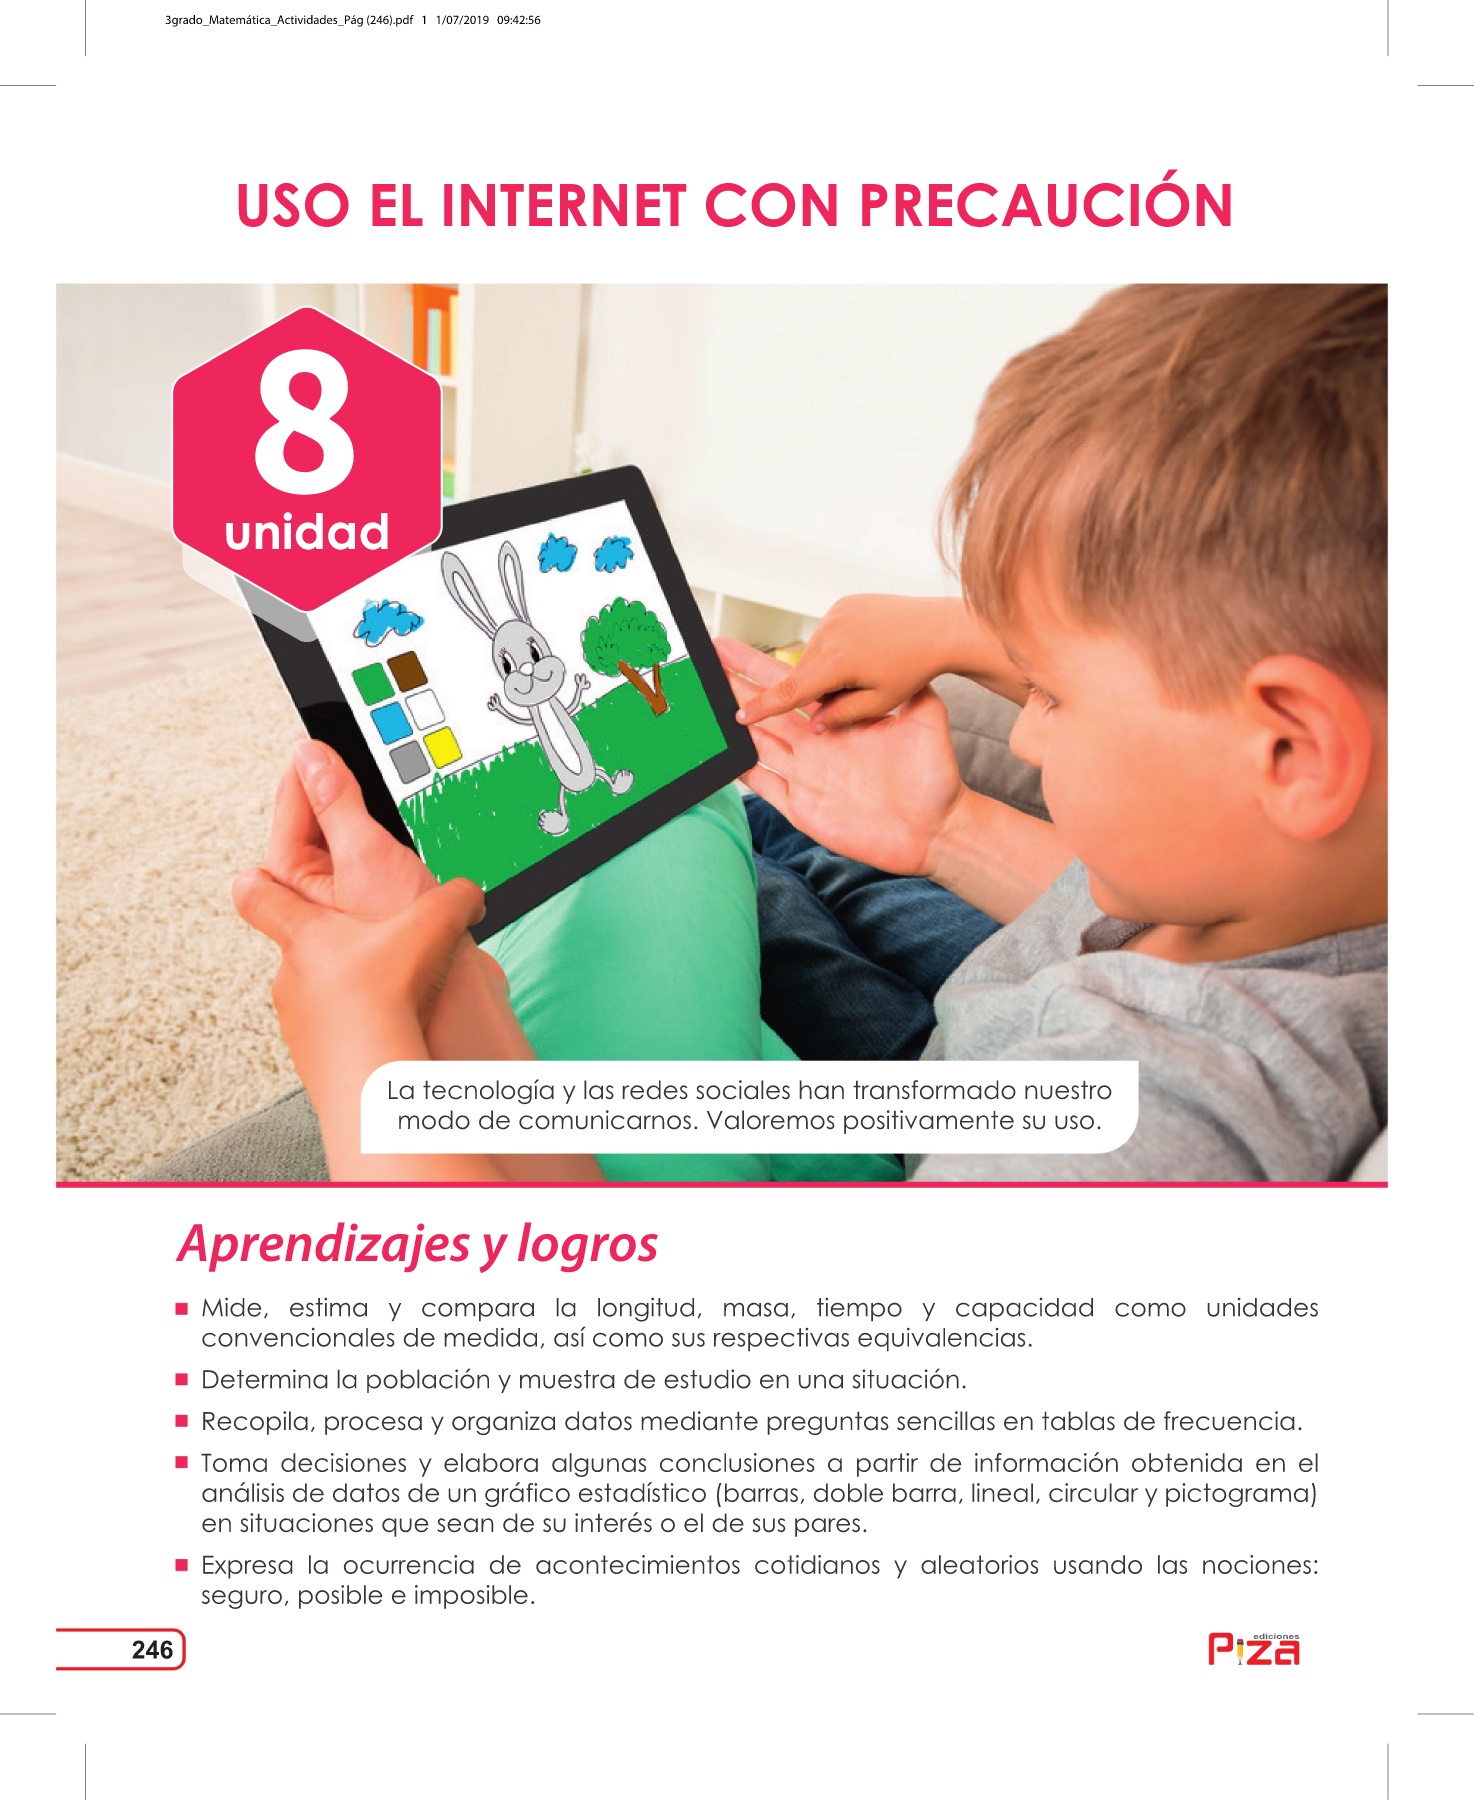 3grado_Matemática_Actividades_Pág (246).pdf 1 1/07/2019 09:42:56
USO EL INTERNET CON PRECAUCIÓN
8
unidad
La tecnología y las redes sociales han transformado nuestro
modo de comunicarnos. Valoremos positivamente su uso.
Aprendizajes y logros
Mide, estima y compara la longitud, masa, tiempo y capacidad como unidades
convencionales de medida, así como sus respectivas equivalencias.
Determina la población y muestra de estudio en una situación.
Recopila, procesa y organiza datos mediante preguntas sencillas en tablas de frecuencia.
Toma decisiones y elabora algunas conclusiones a partir de información obtenida en el
análisis de datos de un gráfico estadístico (barras, doble barra, lineal, circular y pictograma)
en situaciones que sean de su interés o el de sus pares.
Expresa la ocurrencia de acontecimientos cotidianos y aleatorios usando las nociones:
seguro, posible e imposible.
246
ediciones
Piza